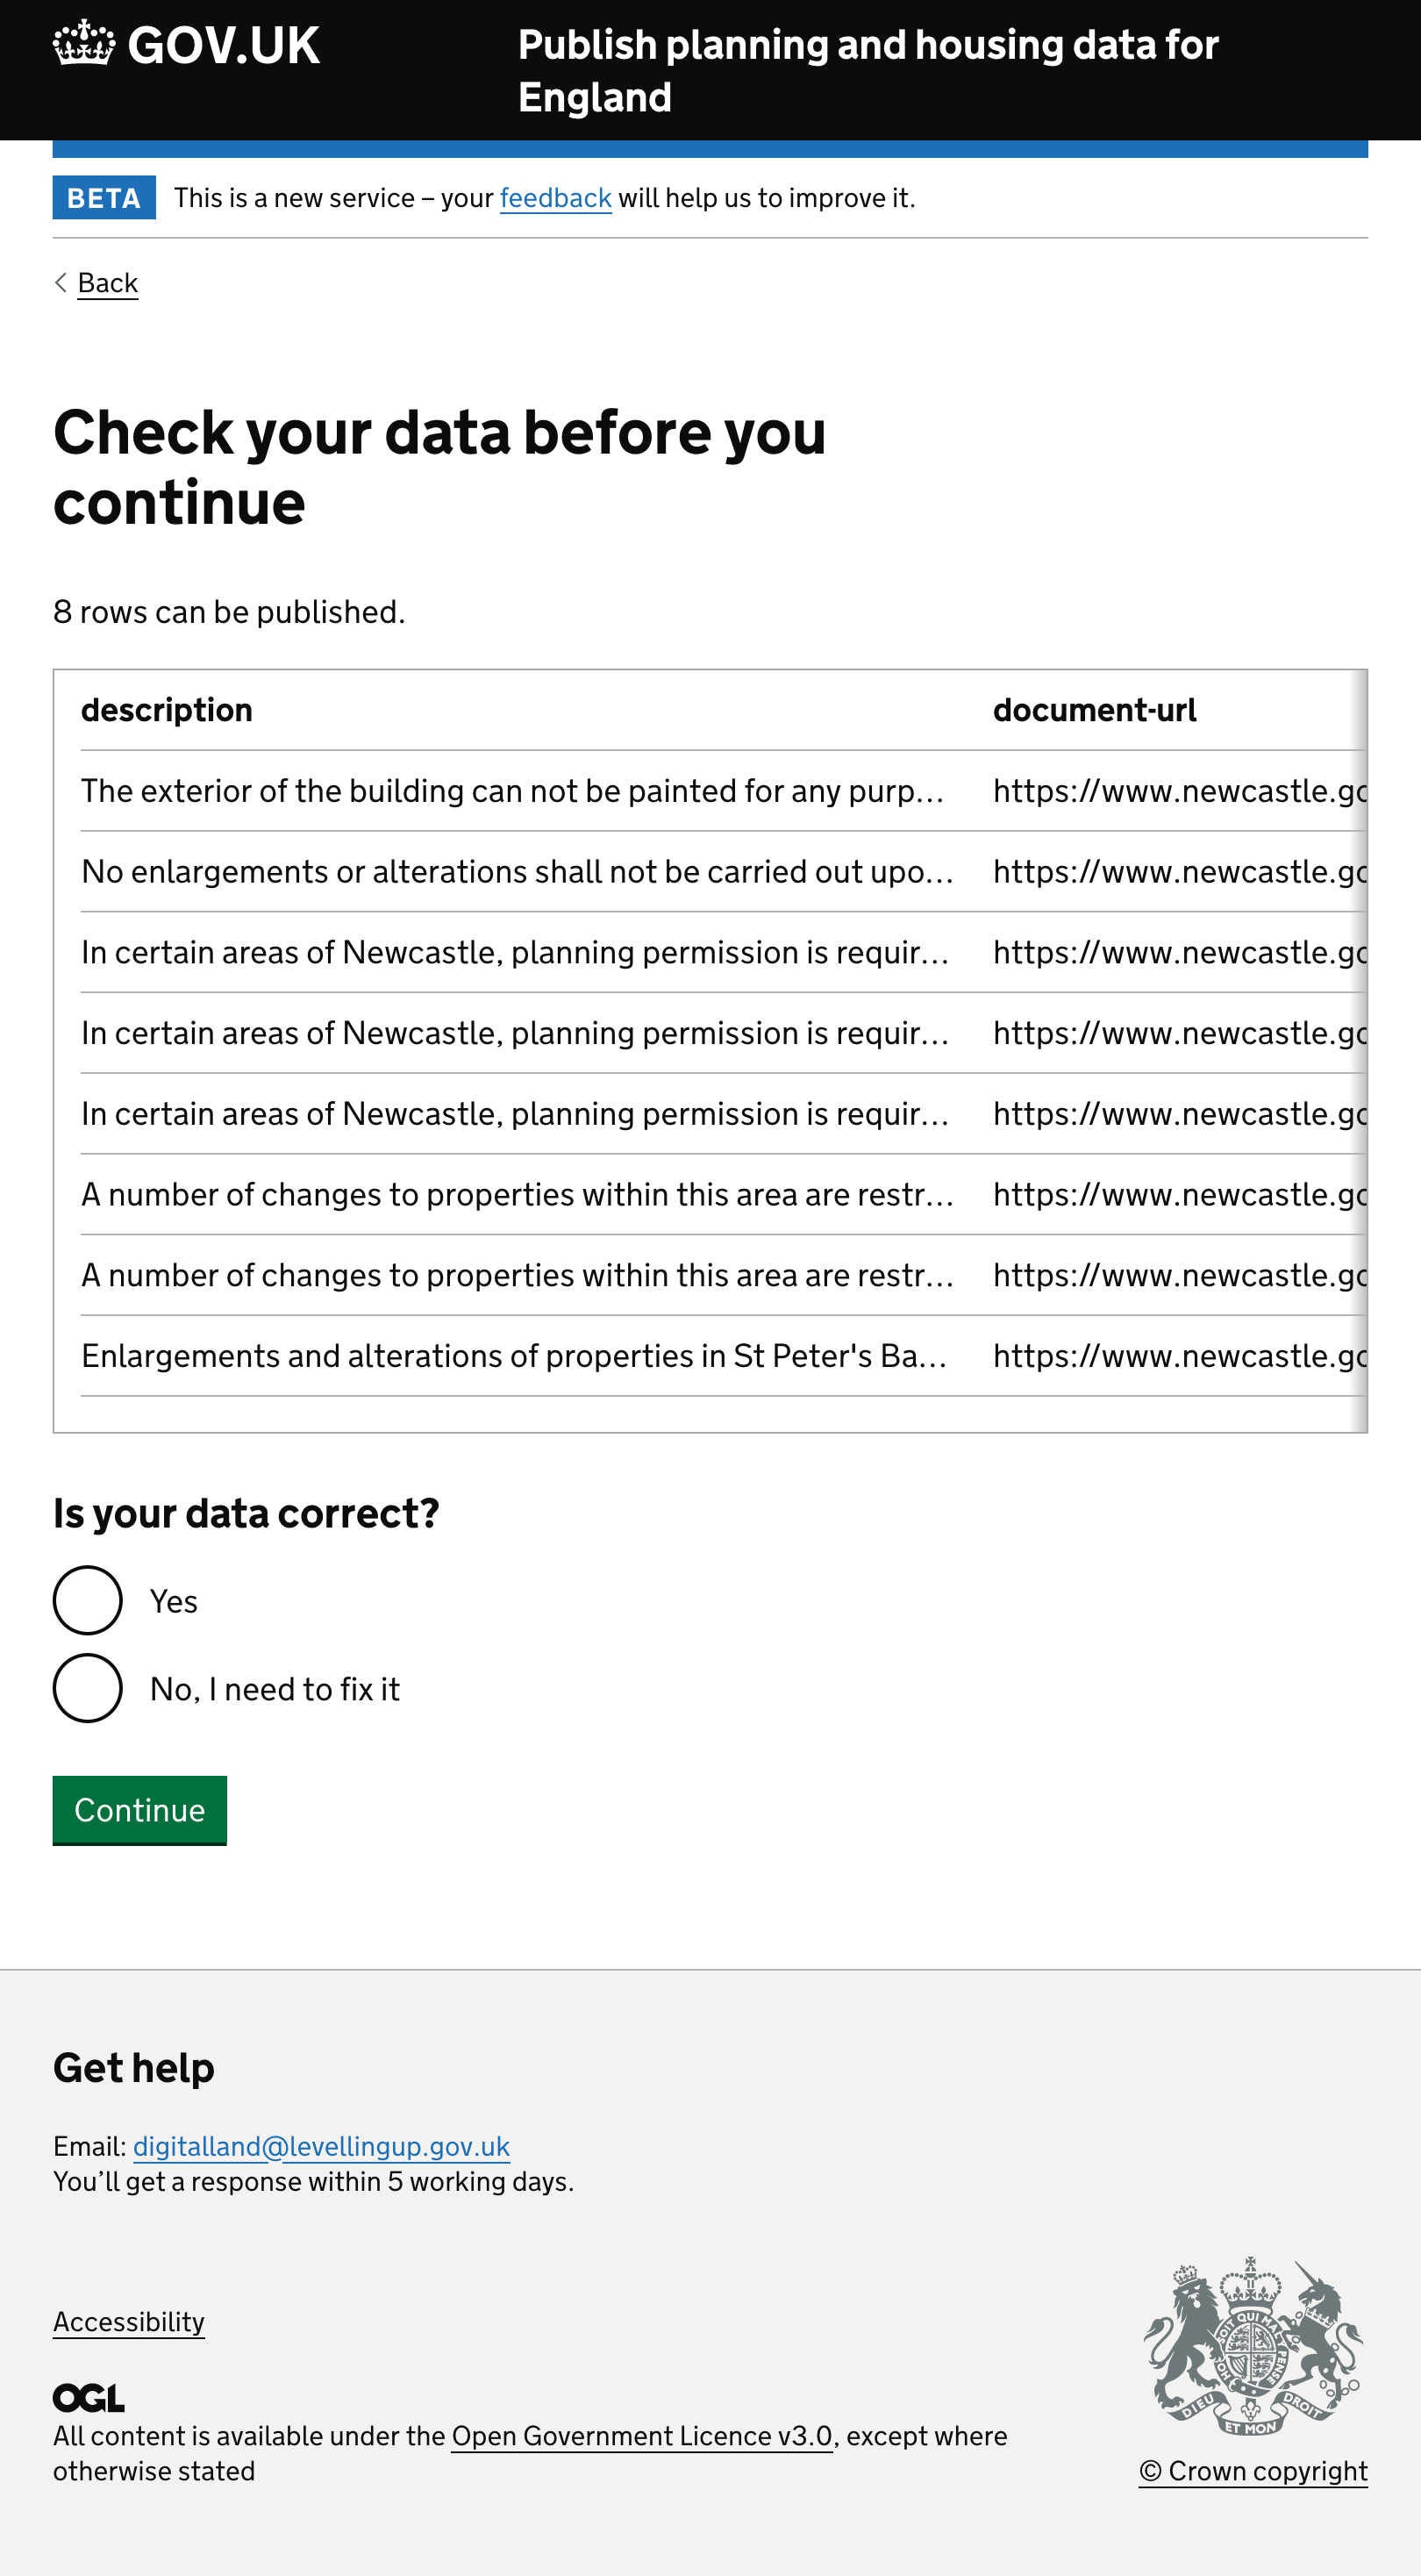 GOV.UK
Publish planning and housing data for
England
BETA This is a new service – your feedback will help us to improve it.
Back
Check your data before you
continue
8 rows can be published.
description document-url
The exterior of the building can not be painted for any purp... https://www.newcastle.go
No enlargements or alterations shall not be carried out upo... https://www.newcastle.go
In certain areas of Newcastle, planning permission is requir... https://www.newcastle.go
In certain areas of Newcastle, planning permission is requir... https://www.newcastle.go
In certain areas of Newcastle, planning permission is requir... https://www.newcastle.go
A number of changes to properties within this area are restr... https://www.newcastle.go
A number of changes to properties within this area are restr... https://www.newcastle.go
Enlargements and alterations of properties in St Peter's Ba... https://www.newcastle.go
Is your data correct?
Yes
No, I need to fix it
Continue
Get help
Email: digitalland@levellingup.gov.uk
You’ll get a response within 5 working days.
Accessibility
OGL
All content is available under the Open Government Licence v3.0, except where
otherwise stated
SOIT QUI MAL
PENSE
HON
DIEU ET MON DROIT
© Crown copyright